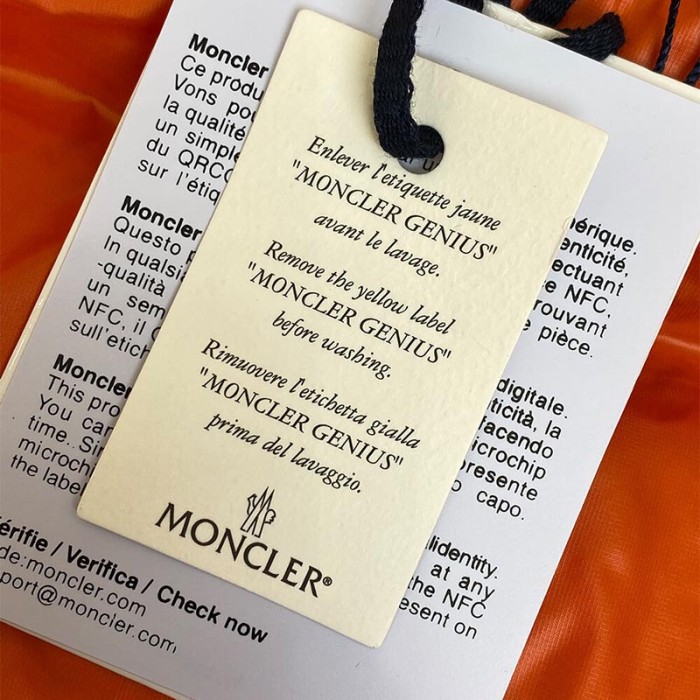 Enlever l'etiquette jaune
"MONCLER GENIUS"
avant le lavage.
Remove the yellow label
"MONCLER GENIUS"
before washing.
Rimuovere l'etichetta gialla
"MONCLER GENIUS"
prima del lavaggio.
MONCLER®
Moncler
Ce produ
Vons po
la qualité
un simple
du QRCO
sur l'étiq
érique.
enticité,
ectuant
e NFC,
rouvant
e pièce.
Moncler
Questo p
In qualsia
-qualità
un sem
NFC, il
sull'etich
digitale.
ticità, la
facendo
microchip
presente
o capo.
Moncler
This pro
You can
time. Sin
microchi
the label
identity.
at any
the NFC
esent on
érifie / Verifica / Check now
de:moncler.com
port@moncler.com